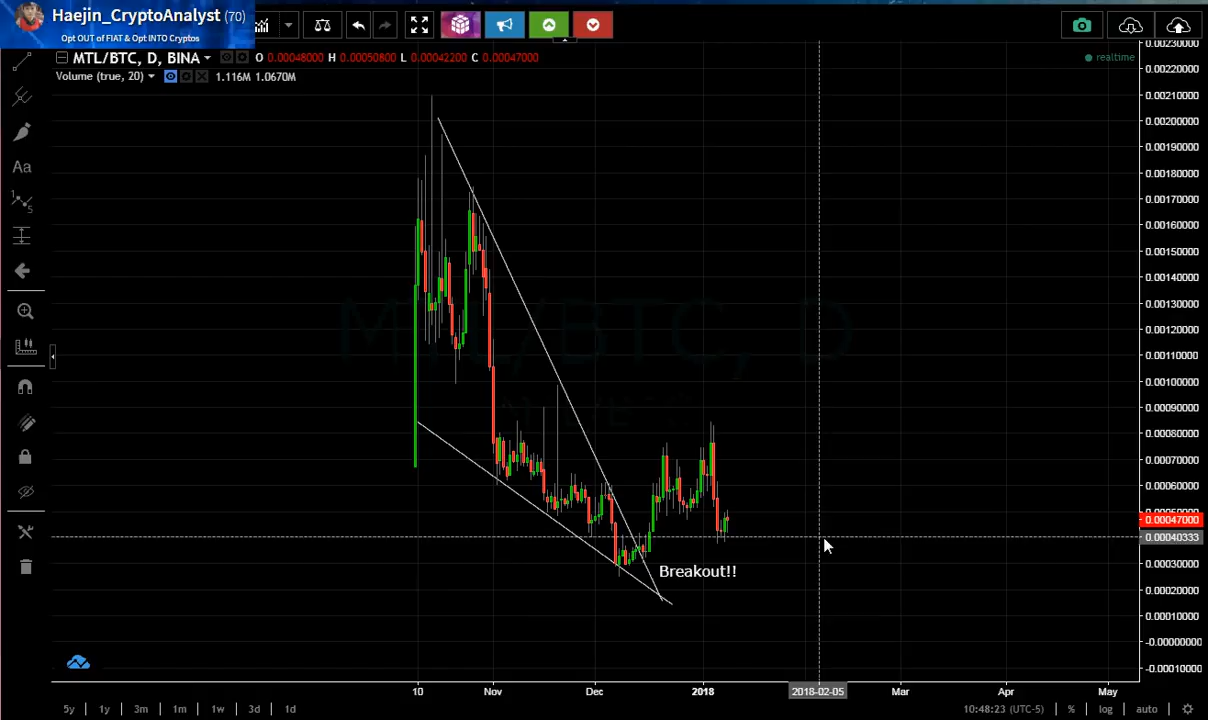 Haejin_CryptoAnalyst (70)
Opt OUT of FIAT & Opt INTO Cryptos
MTL/BTC, D, BINA O 0.00048000 H 0.00050800 L 0.00042200 C 0.00047000
realtime
Volume (true, 20) 1.116M 1.0670M
Aa
MTL/BTC, D
0.00230000
0.00220000
0.00210000
0.00200000
0.00190000
0.00180000
0.00170000
0.00160000
0.00150000
0.00140000
0.00130000
0.00120000
0.00110000
0.00100000
0.00090000
0.00080000
0.00070000
0.00060000
0.00047000
0.00040333
0.00030000
0.00020000
0.00010000
-0.00000000
-0.00010000
Breakout!!
10 Nov Dec 2018 2018-02-05 Mar Apr May
5y 1y 3m 1m 1w 3d 1d 10:48:23 (UTC-5) % log auto